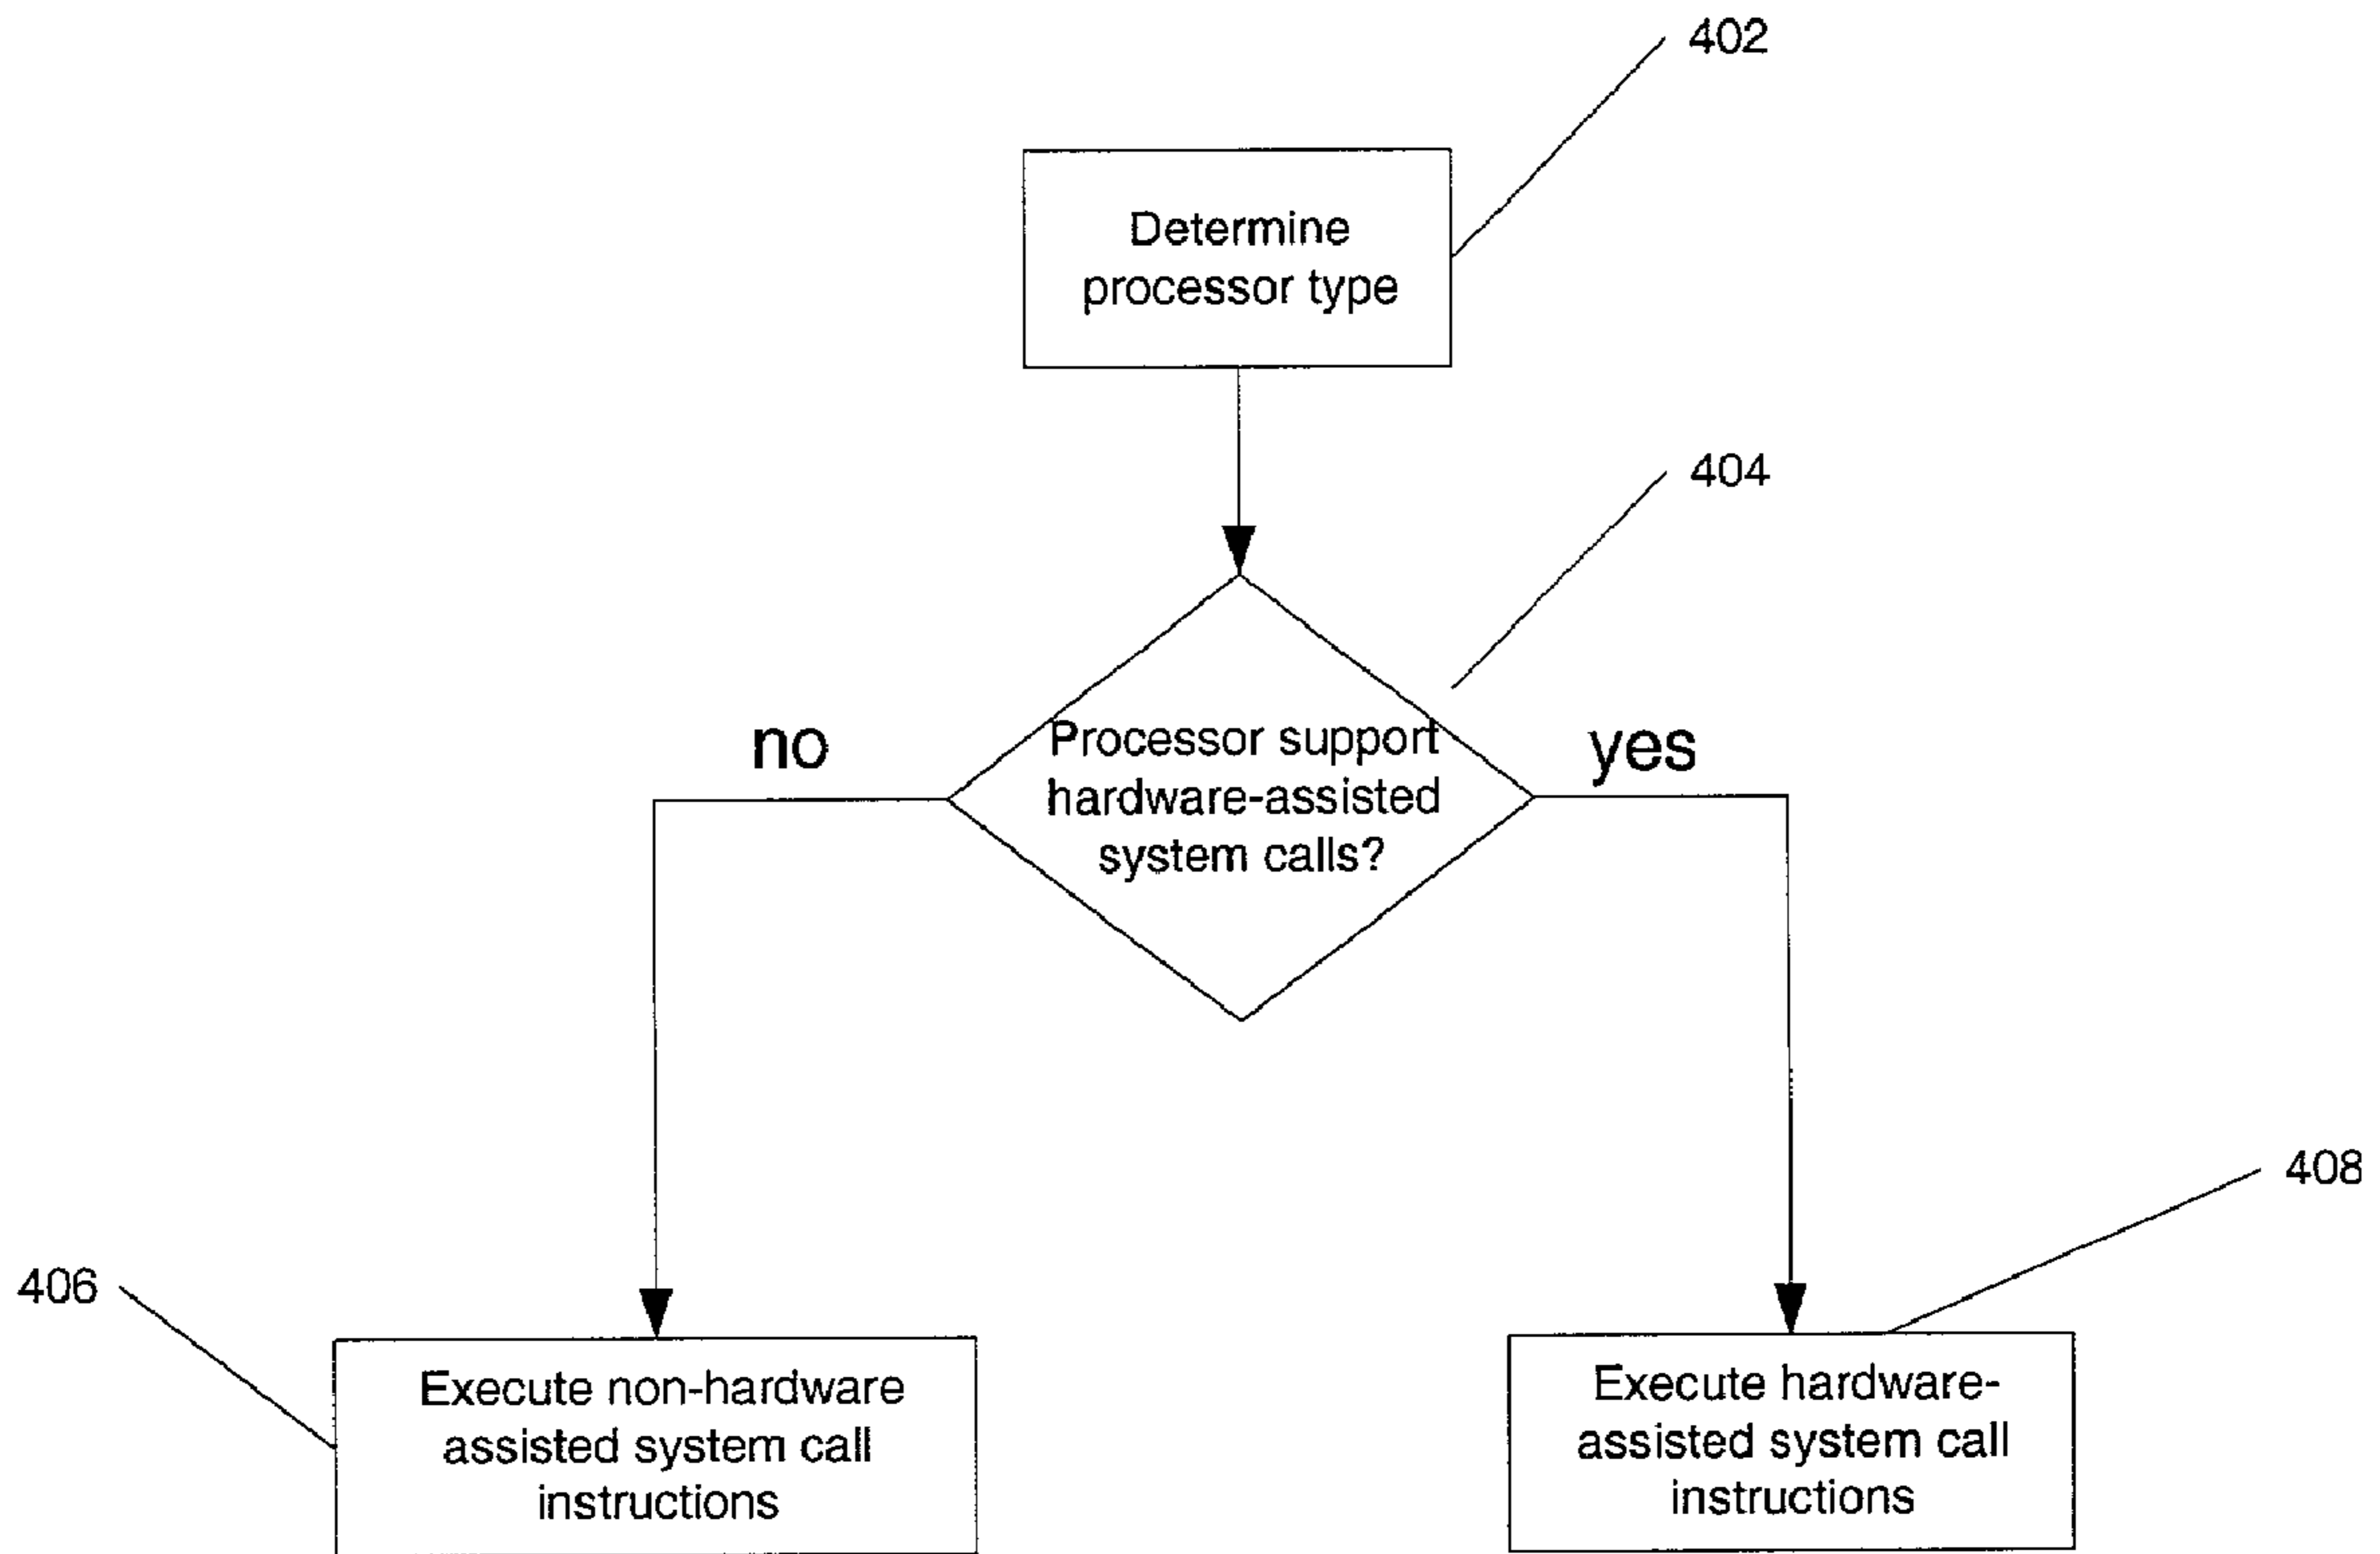 402
Determine
processor type
404
no
yes
Processor support
hardware-assisted
system calls?
408
406
Execute non-hardware
assisted system call
instructions
Execute hardware-
assisted system call
instructions